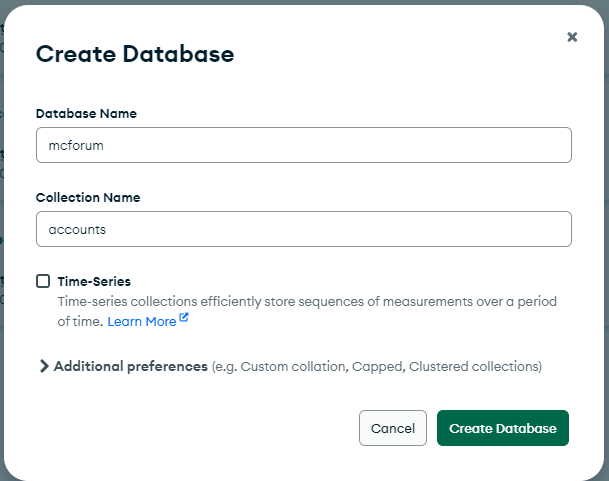 Create Database
Database Name
mcforum
Collection Name
accounts
Time-Series
Time-series collections efficiently store sequences of measurements over a period
of time. Learn More
Additional preferences (e.g. Custom collation, Capped, Clustered collections)
Cancel
Create Database